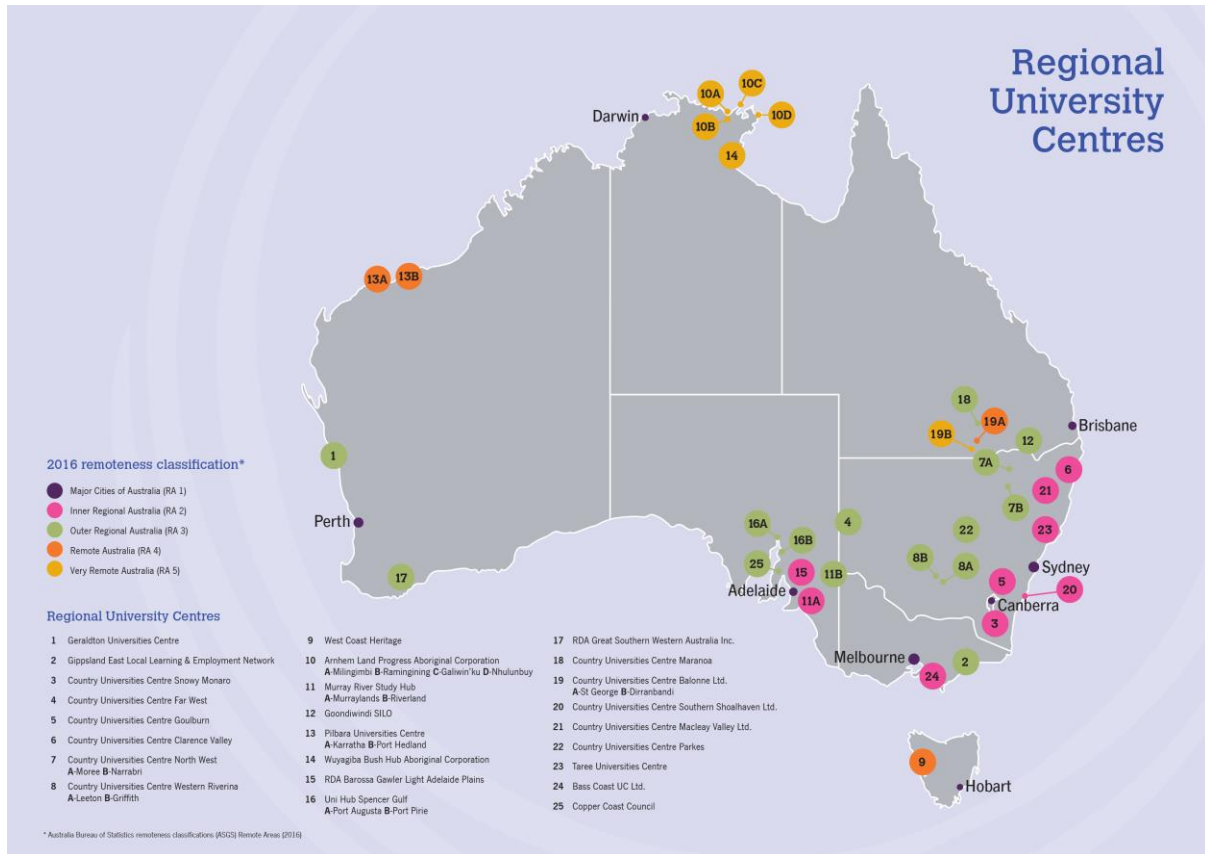 Regional
University
Centres
10C
10A
Darwin
10D
10B
14
13A
13B
18
19A
Brisbane
19B
12
7A
1
6
21
7B
2016 remoteness classification*
Major Cities of Australia (RA 1)
Inner Regional Australia (RA 2)
Outer Regional Australia (RA 3)
Remote Australia (RA 4)
Very Remote Australia (RA 5)
Perth
16A
4
22
23
16B
8B
8A
Sydney
25
15
11B
5
17
Adelaide
11A
Canberra
20
3
Melbourne
2
24
9
Hobart
Regional University Centres
1 Geraldton Universities Centre
2 Gippsland East Local Learning & Employment Network
3 Country Universities Centre Snowy Monaro
4 Country Universities Centre Far West
5 Country Universities Centre Goulburn
6 Country Universities Centre Clarence Valley
7 Country Universities Centre North West
A-Moree B-Narrabri
8 Country Universities Centre Western Riverina
A-Leeton B-Griffith
9 West Coast Heritage
10 Arnhem Land Progress Aboriginal Corporation
A-Milingimbi B-Ramingining C-Galiwin'ku D-Nhulunbuy
11 Murray River Study Hub
A-Murraylands B-Riverland
12 Goondiwindi SILO
13 Pilbara Universities Centre
A-Karratha B-Port Hedland
14 Wuyagiba Bush Hub Aboriginal Corporation
15 RDA Barossa Gawler Light Adelaide Plains
16 Uni Hub Spencer Gulf
A-Port Augusta B-Port Pirie
17 RDA Great Southern Western Australia Inc.
18 Country Universities Centre Maranoa
19 Country Universities Centre Balonne Ltd.
A-St George B-Dirranbandi
20 Country Universities Centre Southern Shoalhaven Ltd.
21 Country Universities Centre Macleay Valley Ltd.
22 Country Universities Centre Parkes
23 Taree Universities Centre
24 Bass Coast UC Ltd.
25 Copper Coast Council
* Australia Bureau of Statistics remoteness classifications (ASGS) Remote Areas (2016)